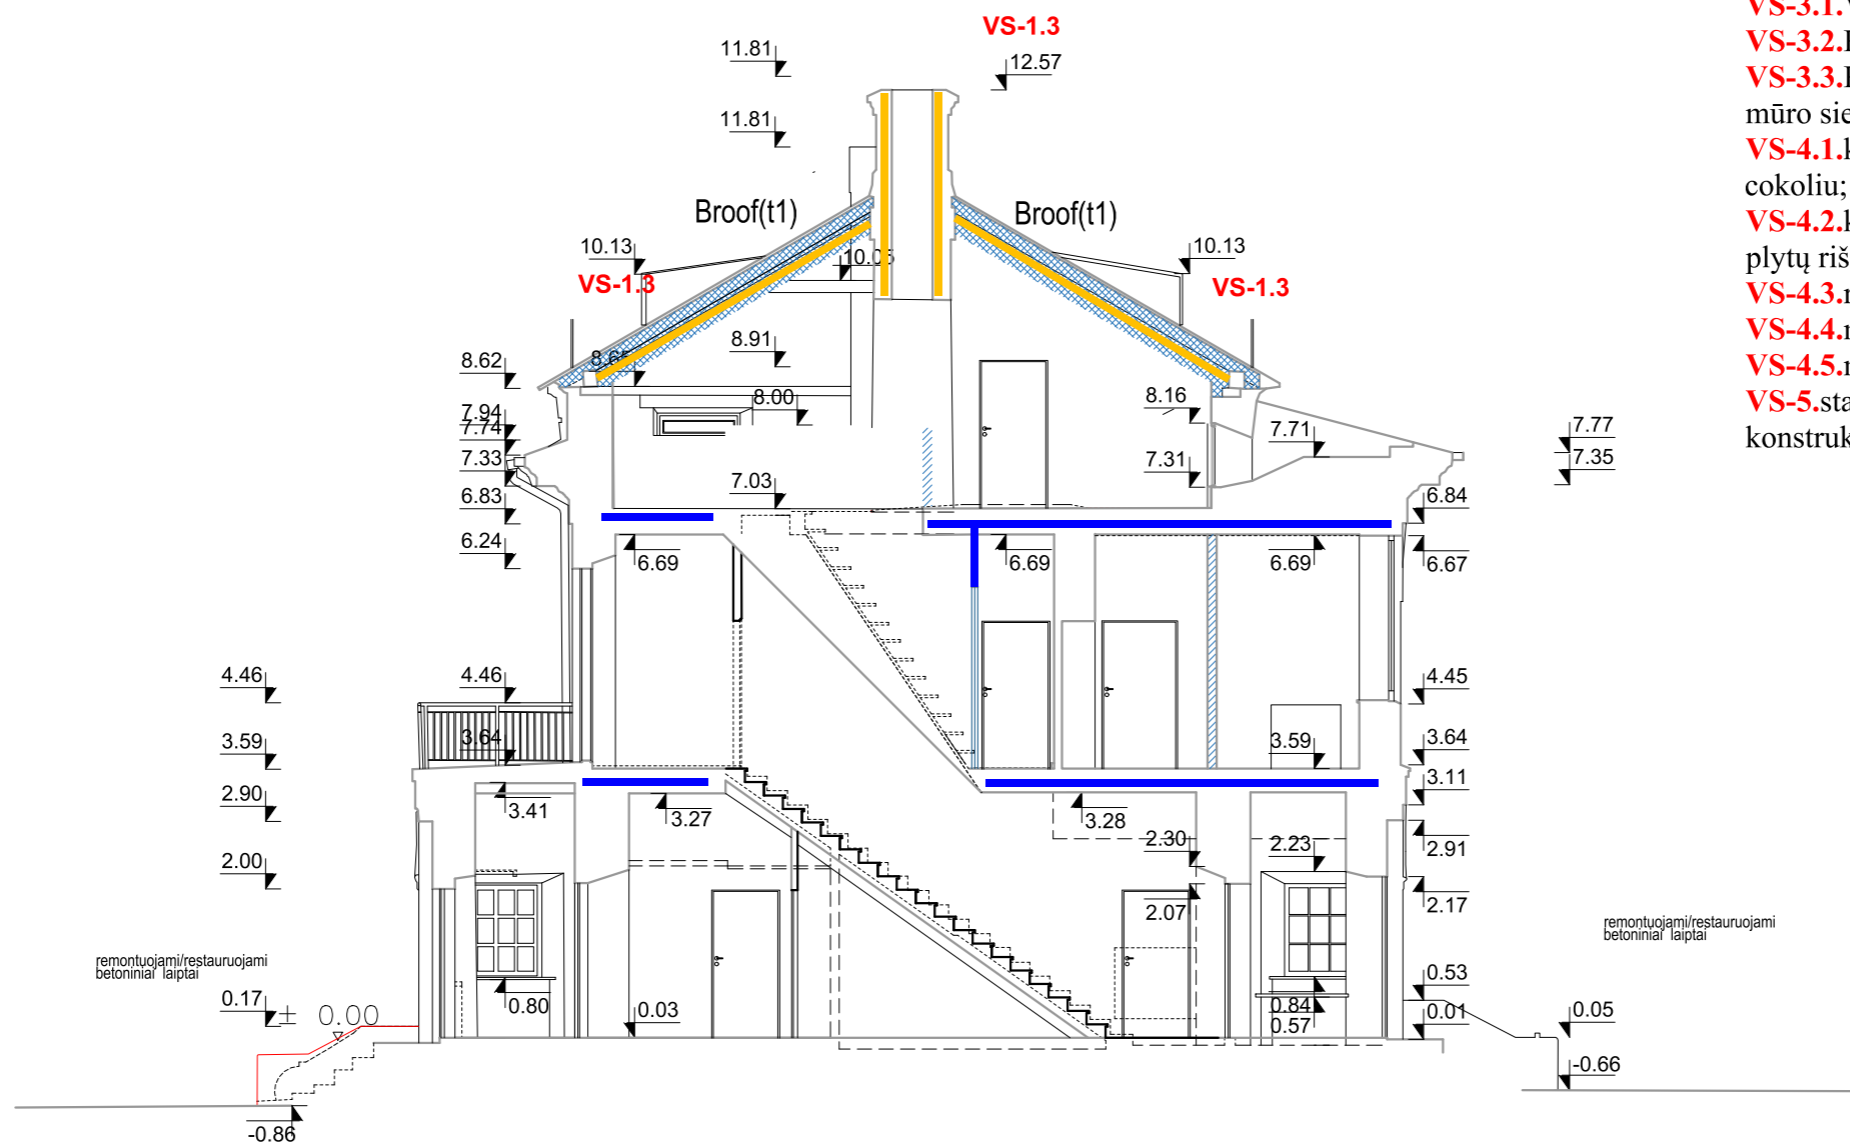 VS-1.3
11.81
12.57
11.81
Broof(t1)
Broof(t1)
10.13
10.05
10.13
VS-1.3
VS-1.3
8.91
8.62
8.65
8.00
8.16
7.94
7.74
7.71
7.77
7.33
7.31
7.35
7.03
6.83
6.84
6.24
6.69
6.69
6.69
6.67
4.46
4.46
4.45
3.59
3.64
3.59
3.64
2.90
3.41
3.27
3.28
3.11
2.00
2.30
2.23
2.91
2.07
2.17
remontuojami/restauruojami
betoniniai laiptai
remontuojami/restauruojami
betoniniai laiptai
0.17
± 0.00
0.80
0.03
0.84
0.57
0.53
0.01
0.05
-0.66
-0.86
VS-3.1.
VS-3.2.
VS-3.3.
mūro sie
VS-4.1.k
cokoliu;
VS-4.2.k
plytų riš
VS-4.3.r
VS-4.4.r
VS-4.5.r
VS-5.sta
konstruk